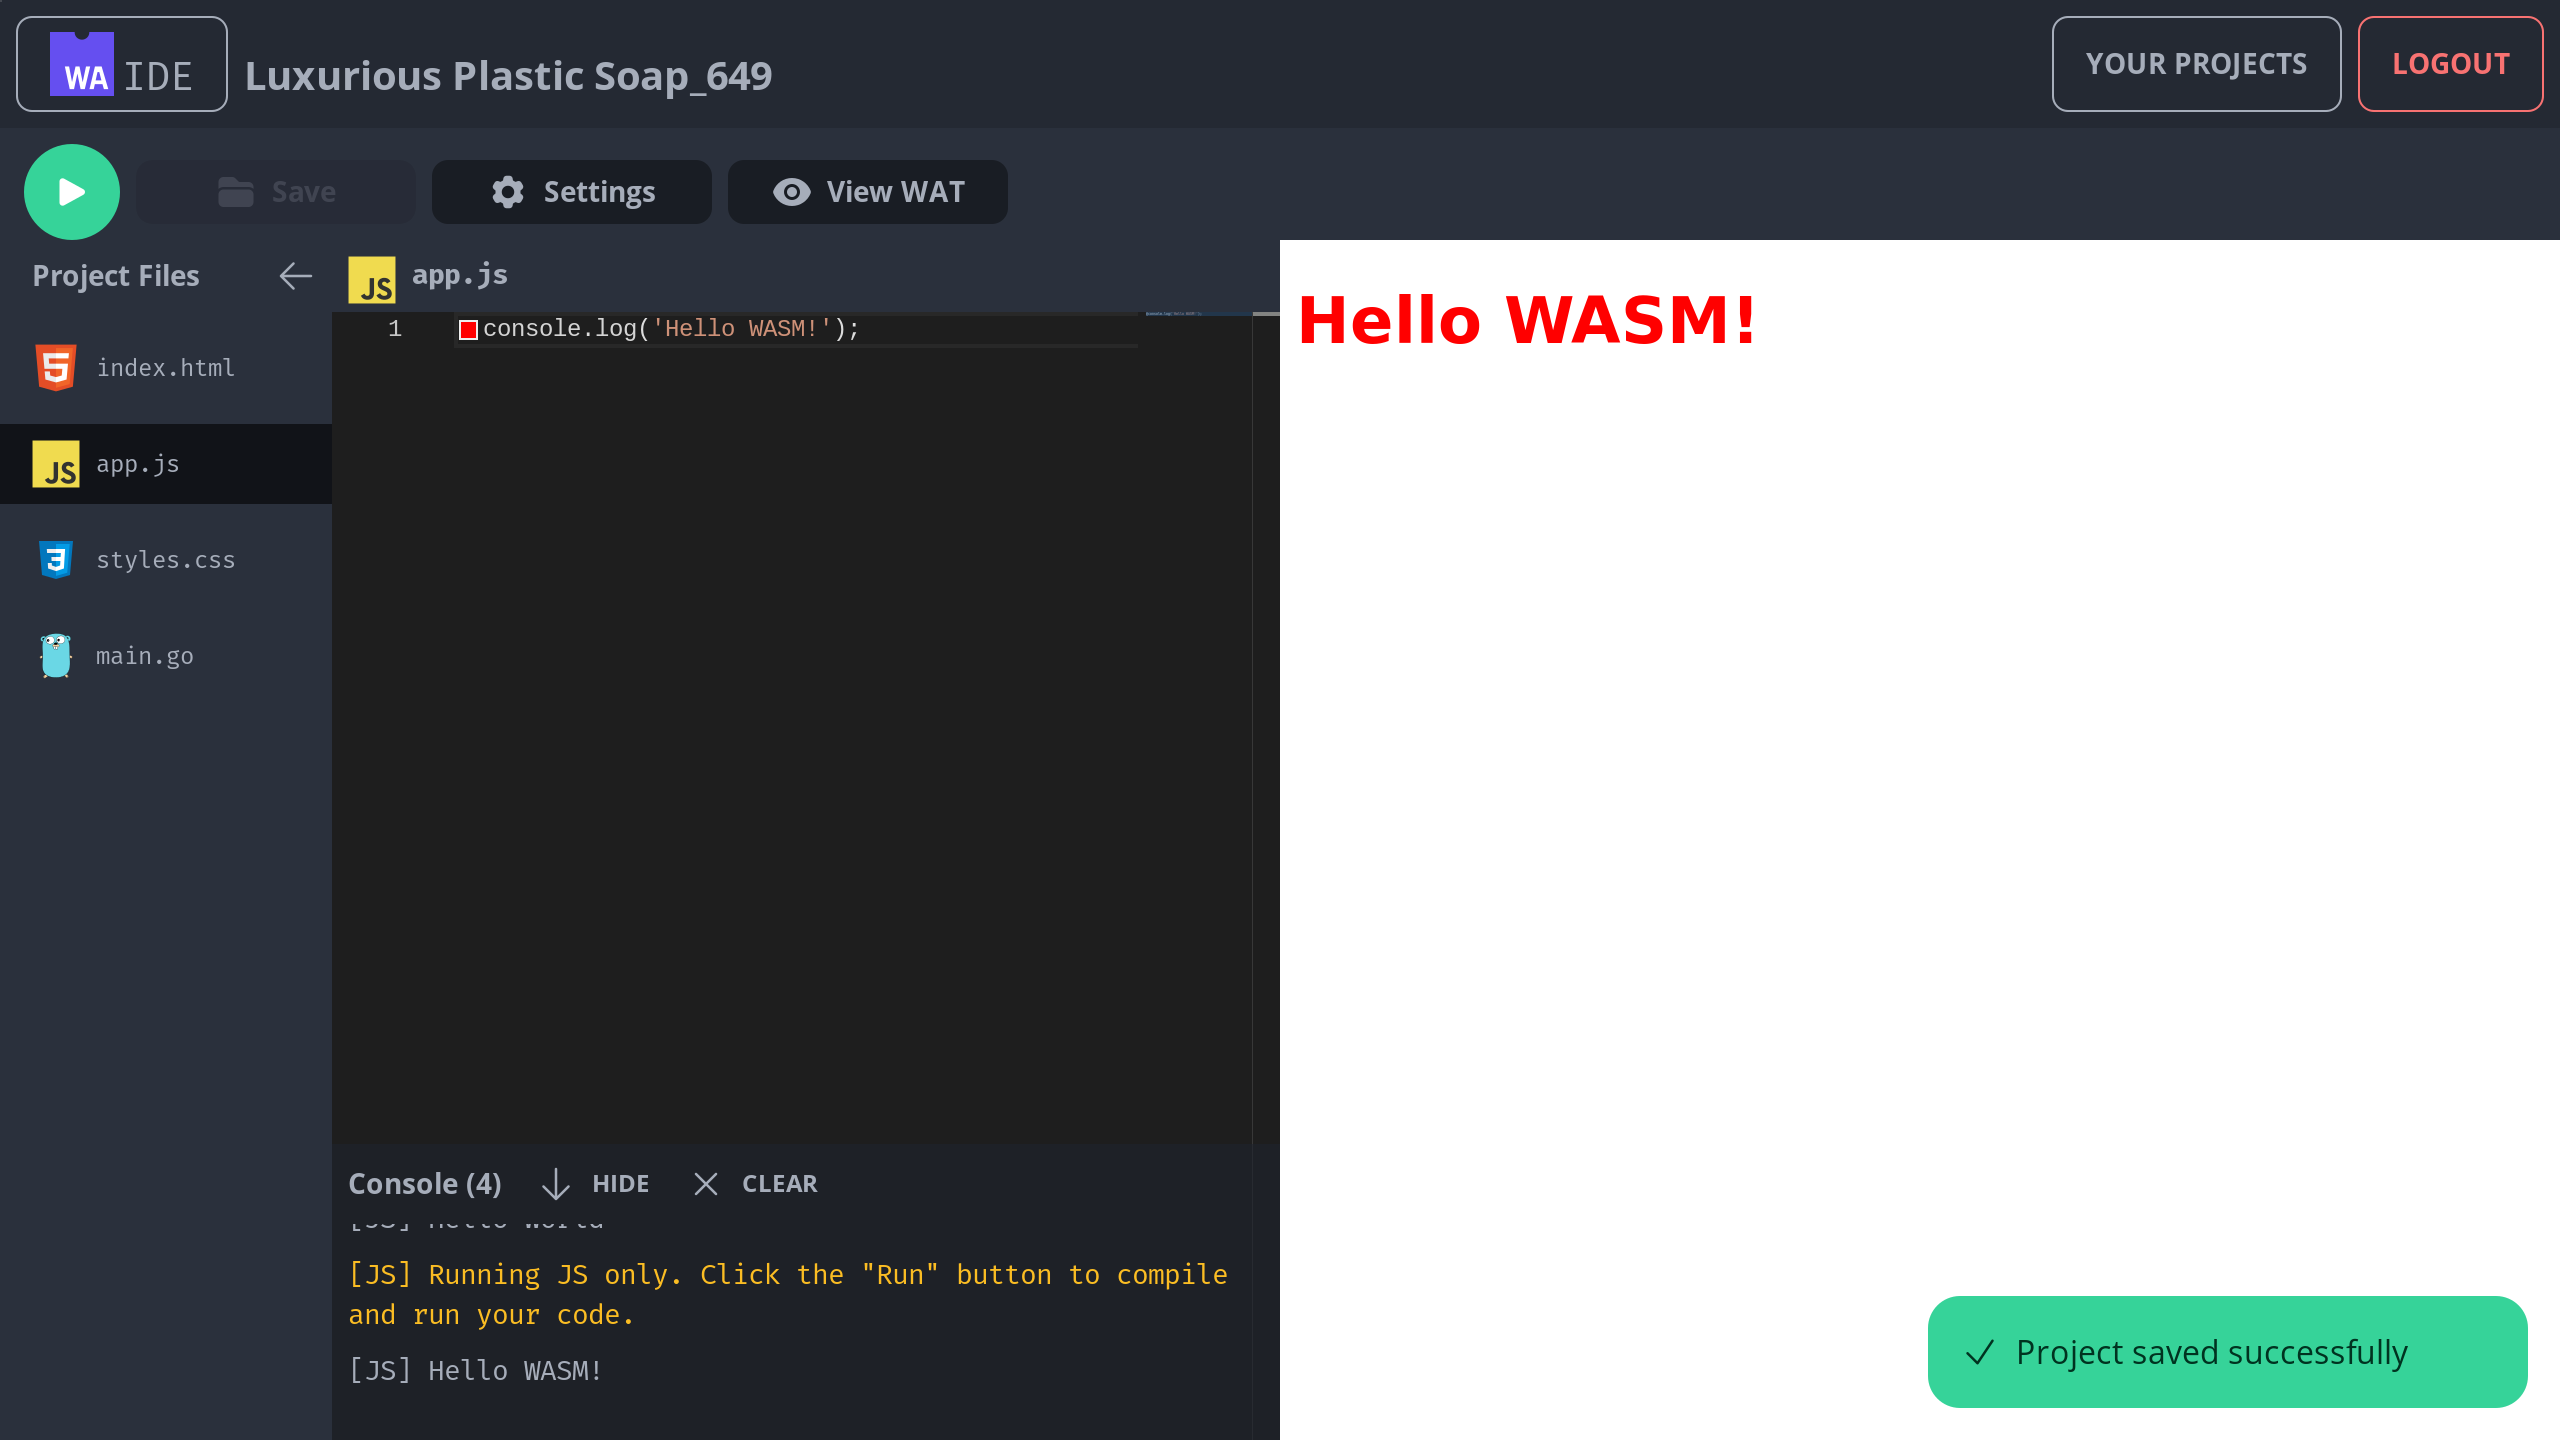 WA IDE Luxurious Plastic Soap_649 YOUR PROJECTS LOGOUT
Save Settings View WAT
Project Files
JS app.js
index.html
JS app.js
styles.css
main.go
1 console.log('Hello WASM!');
Console (4) HIDE CLEAR
[JS] Running JS only. Click the "Run" button to compile
and run your code.
[JS] Hello WASM!
Hello WASM!
Project saved successfully